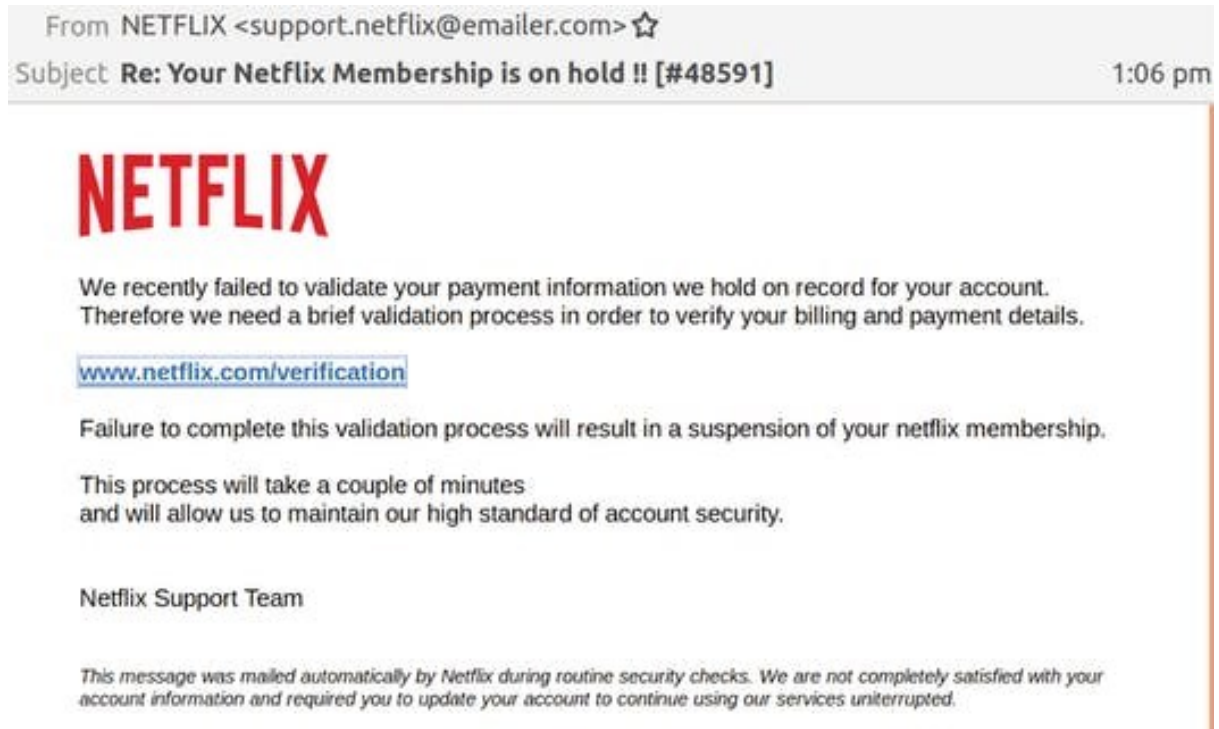 From NETFLIX <support.netflix@emailer.com>
Subject Re: Your Netflix Membership is on hold !! [#48591] 1:06 pm
NETFLIX
We recently failed to validate your payment information we hold on record for your account.
Therefore we need a brief validation process in order to verify your billing and payment details.
www.netflix.com/verification
Failure to complete this validation process will result in a suspension of your netflix membership.
This process will take a couple of minutes
and will allow us to maintain our high standard of account security.
Netflix Support Team
This message was mailed automatically by Netflix during routine security checks. We are not completely satisfied with your
account information and required you to update your account to continue using our services uniterrupted.